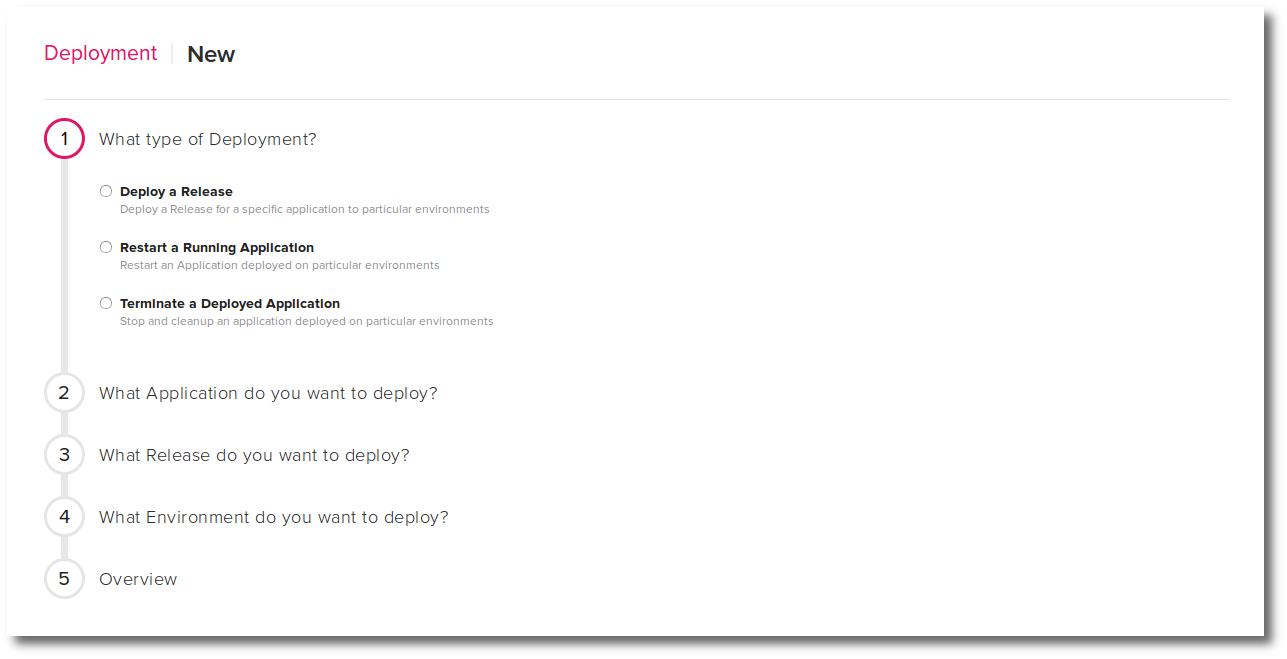 Deployment New
1 What type of Deployment?
Deploy a Release
Deploy a Release for a specific application to particular environments
Restart a Running Application
Restart an Application deployed on particular environments
Terminate a Deployed Application
Stop and cleanup an application deployed on particular environments
2 What Application do you want to deploy?
3 What Release do you want to deploy?
4 What Environment do you want to deploy?
5 Overview